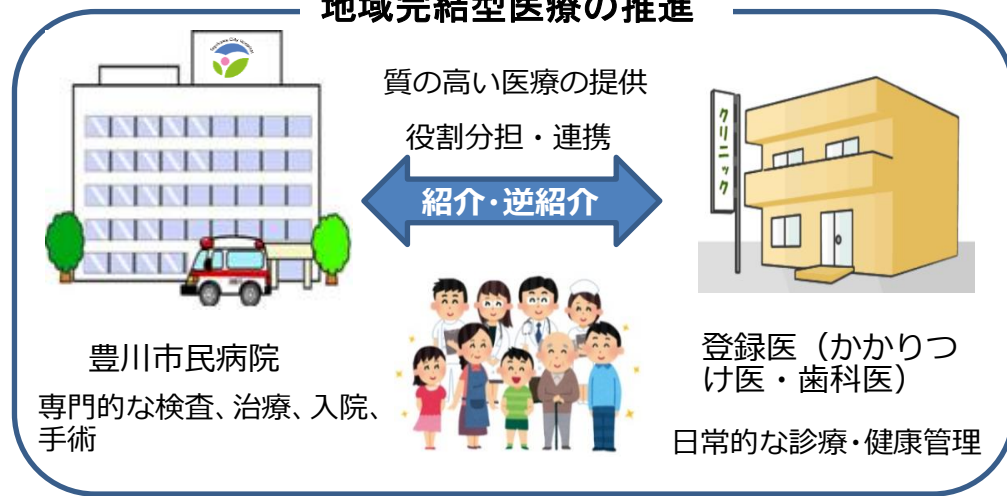 地域完結型医療の推進
質の高い医療の提供
役割分担・連携
紹介・逆紹介
クリニック
豊川市民病院
専門的な検査、治療、入院、
手術
登録医（かかりつ
け医・歯科医）
日常的な診療・健康管理